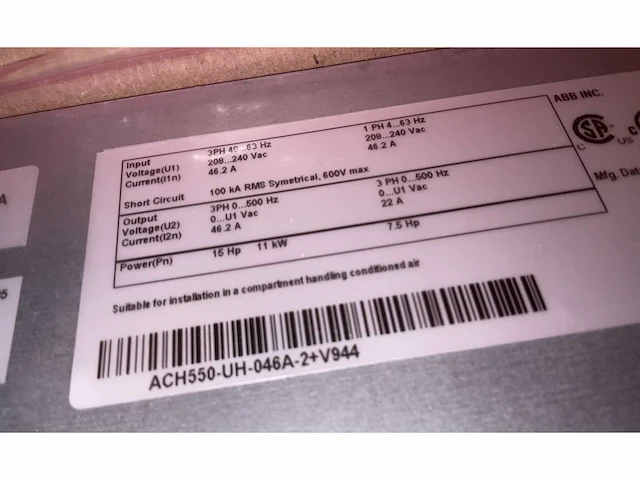 ABB INC.
Input 3PH 48...63 Hz 1 PH 4...63 Hz
Voltage(U1) 208...240 Vac 208...240 Vac
Current(I1n) 46.2 A 46.2 A
Short Circuit 100 kA RMS Symetrical, 600V max
Output 3PH 0...500 Hz 3 PH 0...500 Hz
Voltage(U2) 0...U1 Vac 0...U1 Vac
Current(I2n) 46.2 A 22 A
Power(Pn) 15 Hp 11 kW 7.5 Hp
Suitable for installation in a compartment handling conditioned air
ACH550-UH-046A-2+V944
C US
Mfg. Dat
A
05